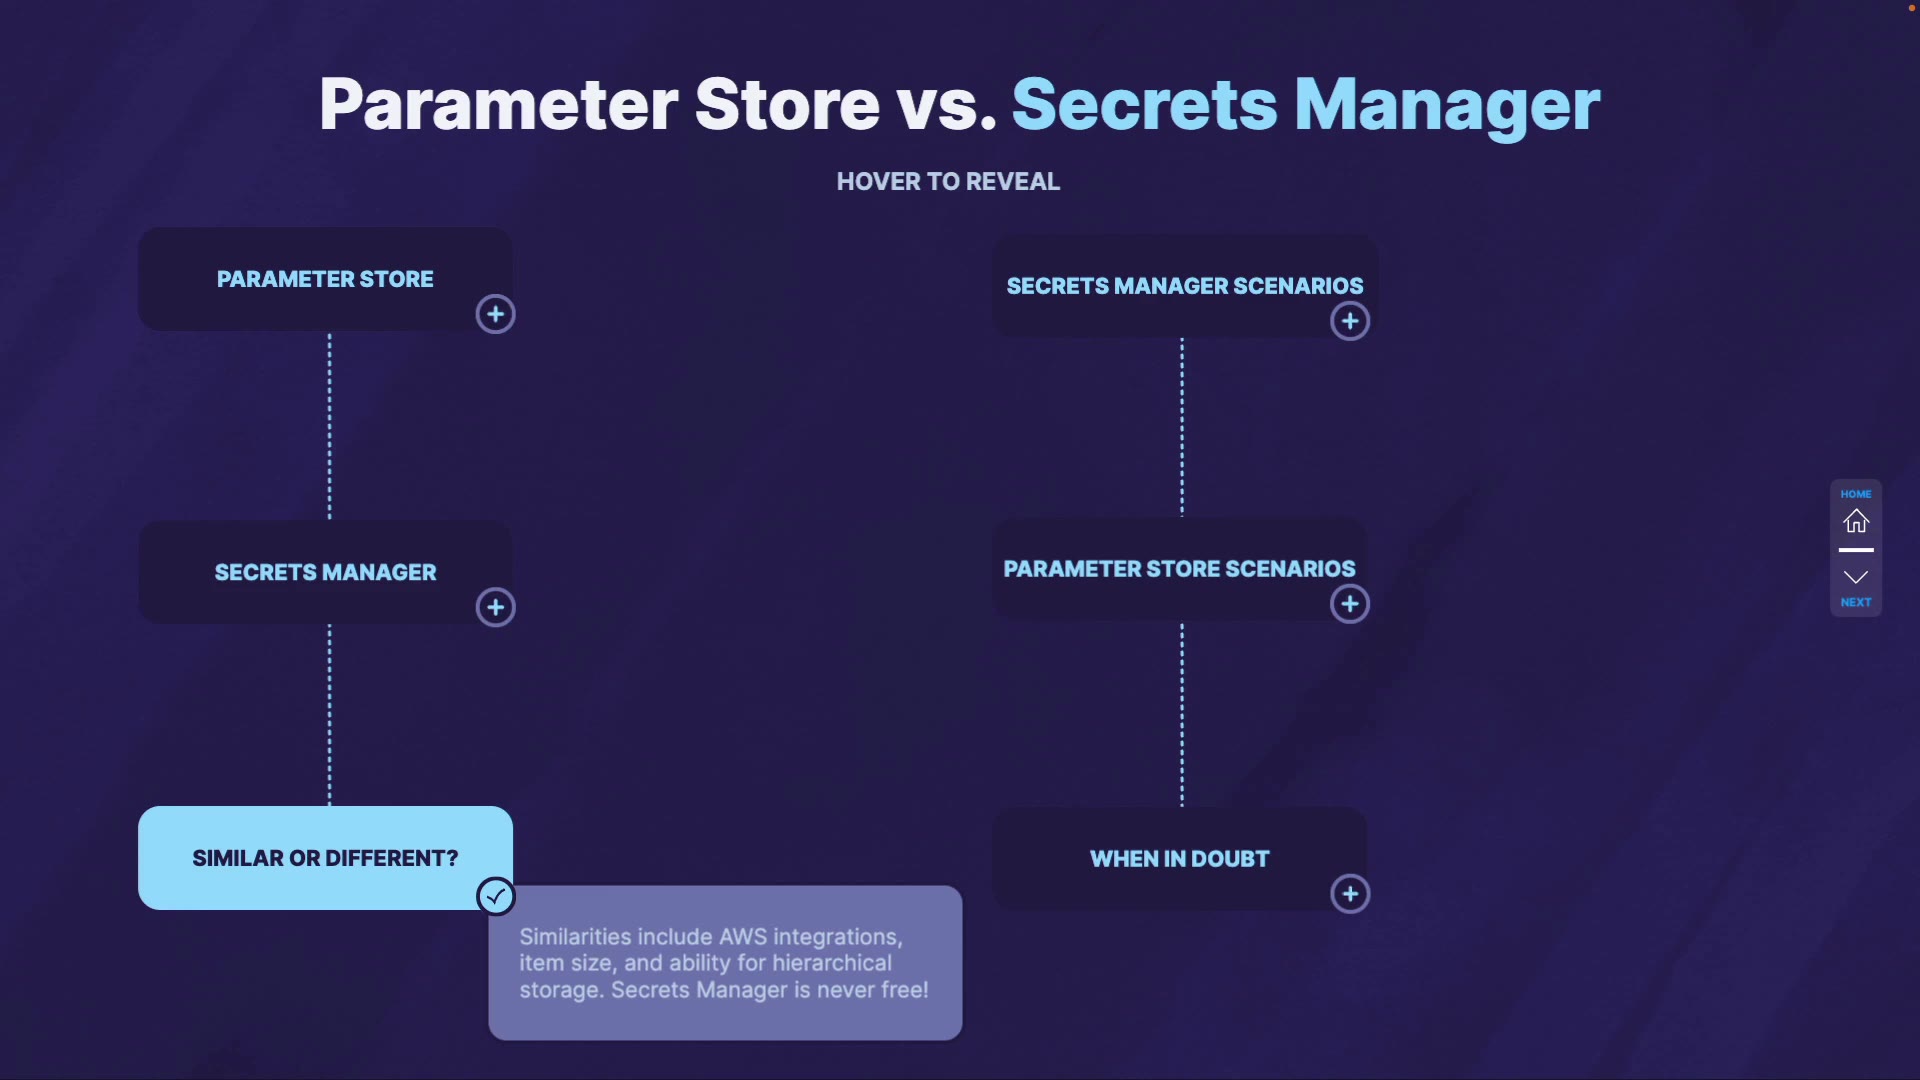 Parameter Store vs. Secrets Manager
HOVER TO REVEAL
PARAMETER STORE
SECRETS MANAGER
SIMILAR OR DIFFERENT?
Similarities include AWS integrations,
item size, and ability for hierarchical
storage. Secrets Manager is never free!
SECRETS MANAGER SCENARIOS
PARAMETER STORE SCENARIOS
WHEN IN DOUBT
HOME
NEXT